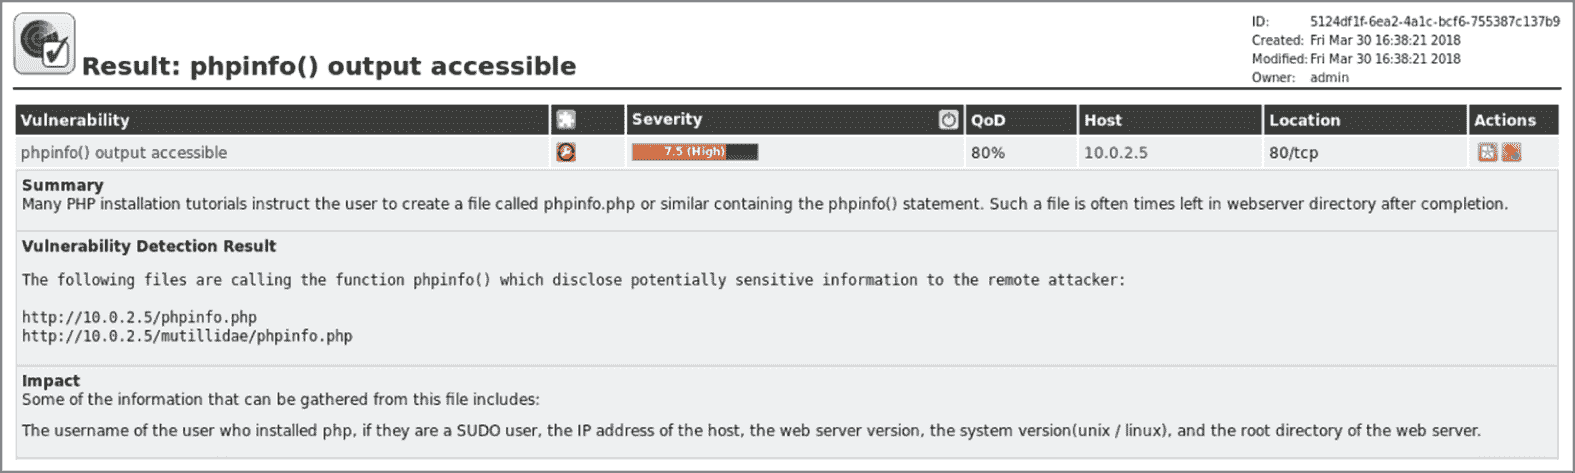 ID: 5124df1f-6ea2-4a1c-bcf6-755387c137b9
Created: Fri Mar 30 16:38:21 2018
Modified: Fri Mar 30 16:38:21 2018
Owner: admin
Result: phpinfo() output accessible
Vulnerability Severity QoD Host Location Actions
phpinfo() output accessible 7.5 (High) 80% 10.0.2.5 80/tcp
Summary
Many PHP installation tutorials instruct the user to create a file called phpinfo.php or similar containing the phpinfo() statement. Such a file is often times left in webserver directory after completion.
Vulnerability Detection Result
The following files are calling the function phpinfo() which disclose potentially sensitive information to the remote attacker:
http://10.0.2.5/phpinfo.php
http://10.0.2.5/mutillidae/phpinfo.php
Impact
Some of the information that can be gathered from this file includes:
The username of the user who installed php, if they are a SUDO user, the IP address of the host, the web server version, the system version(unix / linux), and the root directory of the web server.